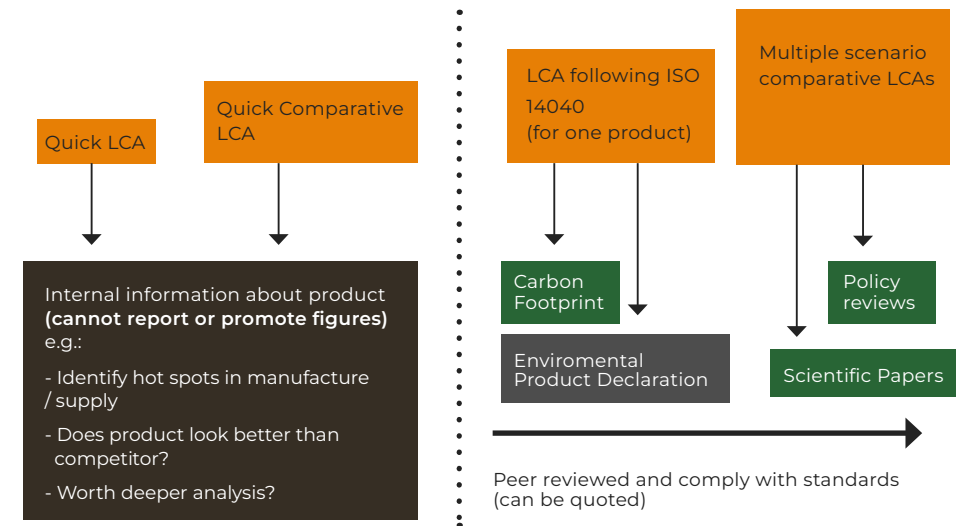 Quick LCA
Quick Comparative
LCA
Internal information about product
(cannot report or promote figures)
e.g.:
- Identify hot spots in manufacture
/ supply
- Does product look better than
competitor?
- Worth deeper analysis?
LCA following ISO
14040
(for one product)
Multiple scenario
comparative LCAs
Carbon
Footprint
Policy
reviews
Enviromental
Product Declaration
Scientific Papers
Peer reviewed and comply with standards
(can be quoted)